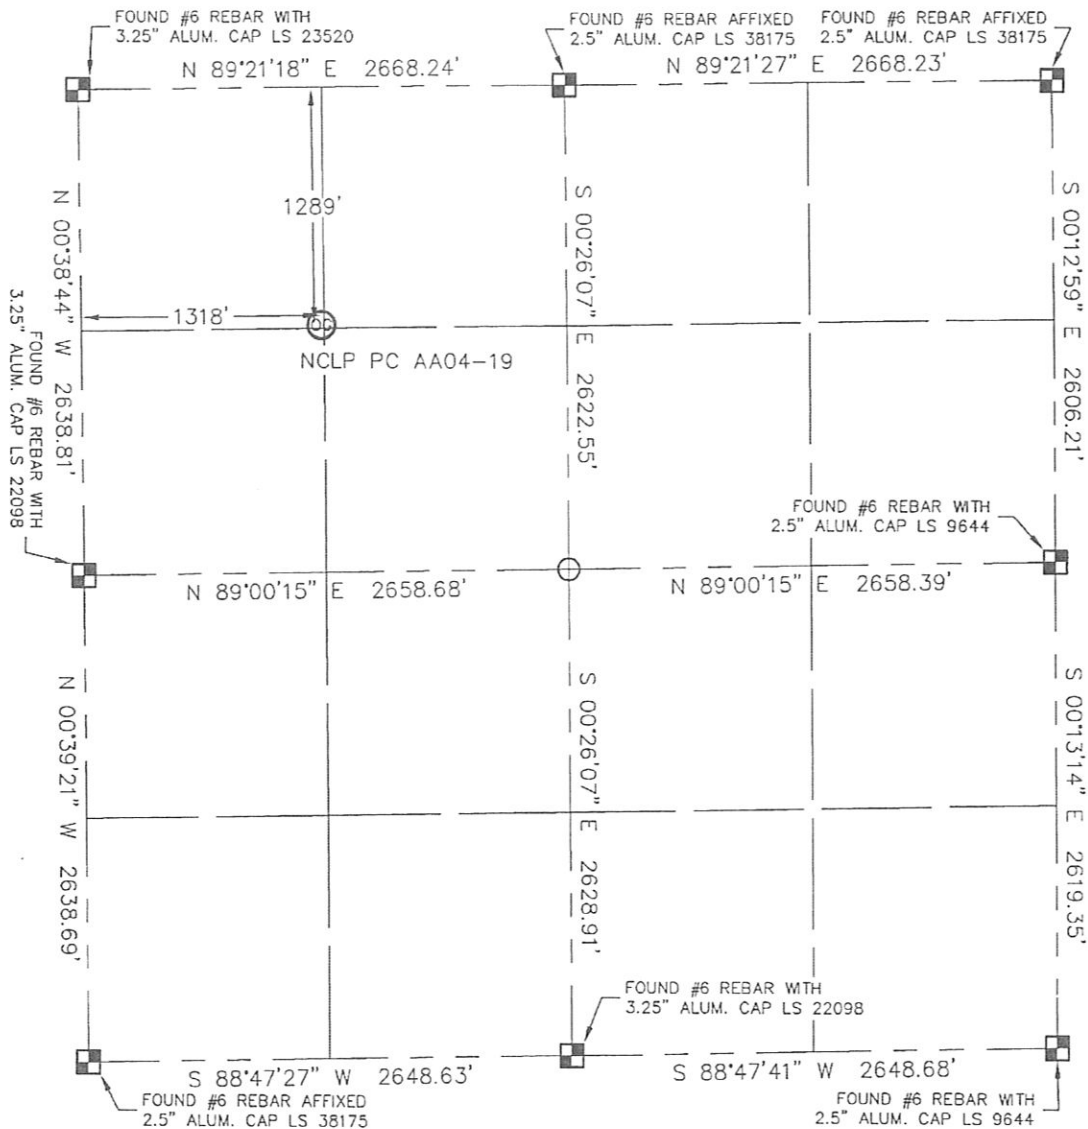 FOUND #6 REBAR WITH
3.25" ALUM. CAP LS 23520
FOUND #6 REBAR AFFIXED
2.5" ALUM. CAP LS 38175
FOUND #6 REBAR AFFIXED
2.5" ALUM. CAP LS 38175
N 89°21'18" E 2668.24'
N 89°21'27" E 2668.23'
N 00°38'44" W 2638.81'
1289'
S 00°26'07" E 2622.55'
S 00°12'59" E 2606.21'
1318'
NCLP PC AA04-19
FOUND #6 REBAR WITH
3.25" ALUM. CAP LS 22098
FOUND #6 REBAR WITH
2.5" ALUM. CAP LS 9644
N 89°00'15" E 2658.68'
N 89°00'15" E 2658.39'
N 00°39'21" W 2638.69'
S 00°26'07" E 2628.91'
S 00°13'14" E 2619.35'
FOUND #6 REBAR WITH
3.25" ALUM. CAP LS 22098
S 88°47'27" W 2648.63'
S 88°47'41" W 2648.68'
FOUND #6 REBAR AFFIXED
2.5" ALUM. CAP LS 38175
FOUND #6 REBAR WITH
2.5" ALUM. CAP LS 9644